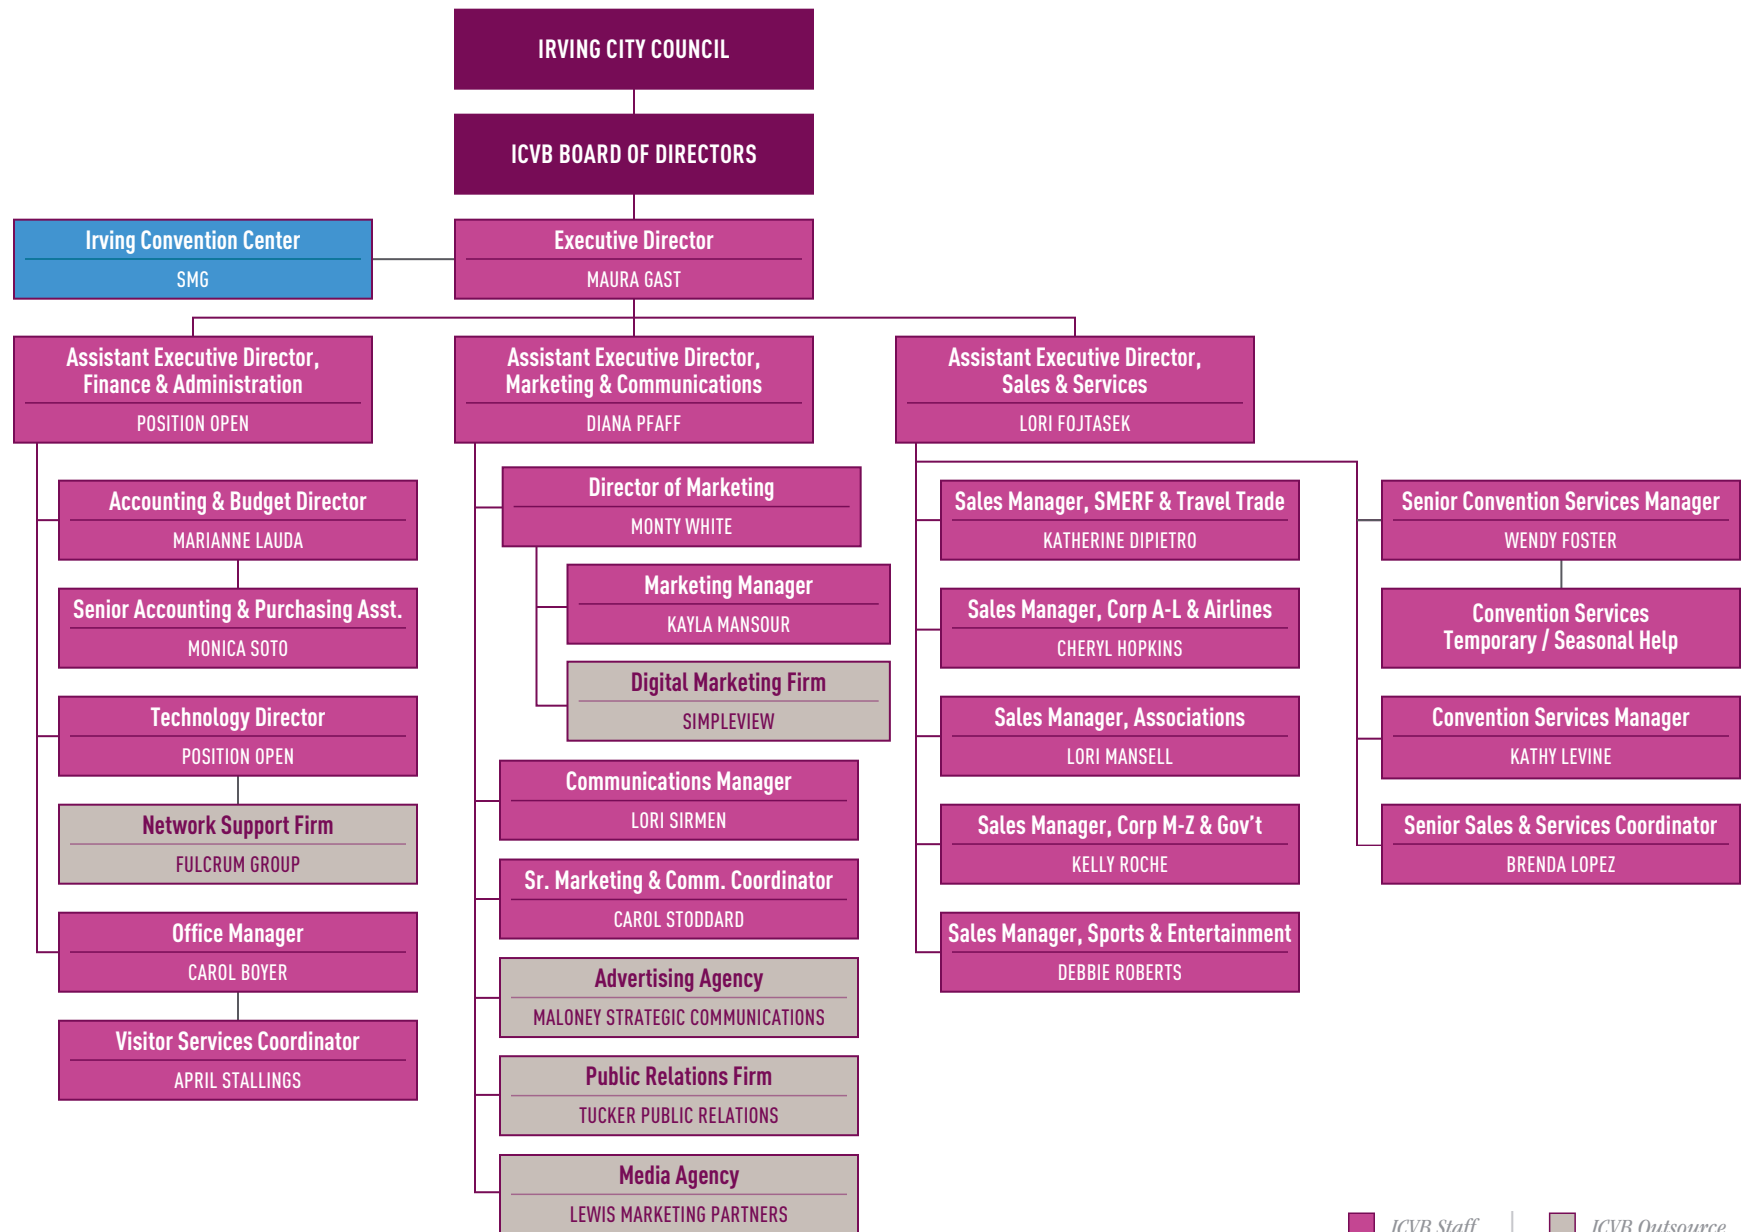 IRVING CITY COUNCIL
ICVB BOARD OF DIRECTORS
Irving Convention Center
SMG
Executive Director
MAURA GAST
Assistant Executive Director,
Finance & Administration
POSITION OPEN
Accounting & Budget Director
MARIANNE LAUDA
Senior Accounting & Purchasing Asst.
MONICA SOTO
Technology Director
POSITION OPEN
Network Support Firm
FULCRUM GROUP
Office Manager
CAROL BOYER
Visitor Services Coordinator
APRIL STALLINGS
Assistant Executive Director,
Marketing & Communications
DIANA PFAFF
Director of Marketing
MONTY WHITE
Marketing Manager
KAYLA MANSOUR
Digital Marketing Firm
SIMPLEVIEW
Communications Manager
LORI SIRMEN
Sr. Marketing & Comm. Coordinator
CAROL STODDARD
Advertising Agency
MALONEY STRATEGIC COMMUNICATIONS
Public Relations Firm
TUCKER PUBLIC RELATIONS
Media Agency
LEWIS MARKETING PARTNERS
Assistant Executive Director,
Sales & Services
LORI FOJTASEK
Sales Manager, SMERF & Travel Trade
KATHERINE DIPIETRO
Sales Manager, Corp A-L & Airlines
CHERYL HOPKINS
Sales Manager, Associations
LORI MANSELL
Sales Manager, Corp M-Z & Gov't
KELLY ROCHE
Sales Manager, Sports & Entertainment
DEBBIE ROBERTS
Senior Convention Services Manager
WENDY FOSTER
Convention Services
Temporary / Seasonal Help
Convention Services Manager
KATHY LEVINE
Senior Sales & Services Coordinator
BRENDA LOPEZ
ICVB Staff
ICVB Outsource